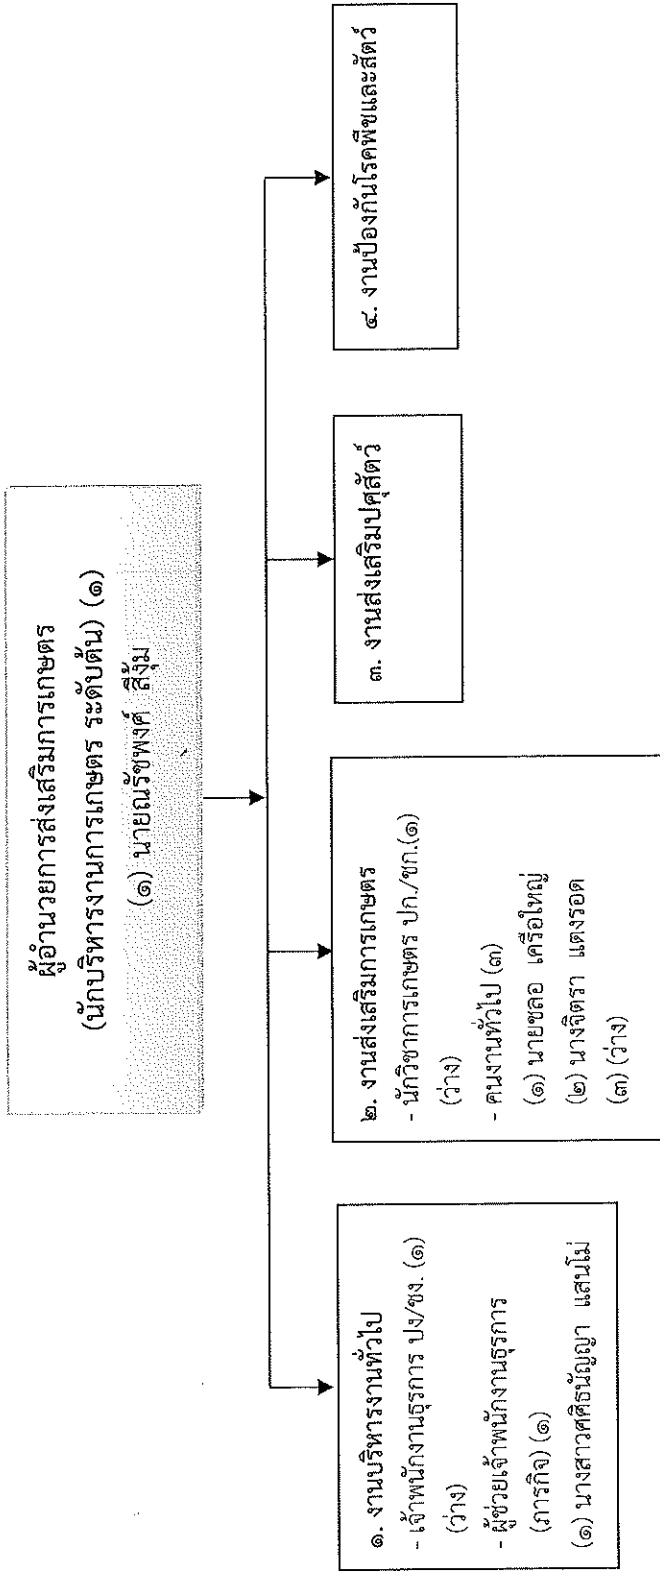 ผู้อำนวยการส่งเสริมการเกษตร
(นักบริหารงานการเกษตร ระดับต้น) (๑)
(๑) นายณรัชพงศ์ สีงุ้ม
๑. งานบริหารงานทั่วไป
- เจ้าพนักงานธุรการ ปง/ชง. (๑)
(ว่าง)
- ผู้ช่วยเจ้าพนักงานธุรการ
(ภารกิจ) (๑)
(๑) นางสาวศศิธนัญญา แสนโม่
๒. งานส่งเสริมการเกษตร
- นักวิชาการเกษตร ปก./ชก.(๑)
(ว่าง)
- คนงานทั่วไป (๓)
(๑) นายชลอ เครือใหญ่
(๒) นางจิตรา แตงรอด
(๓) (ว่าง)
๓. งานส่งเสริมปศุสัตว์
๔. งานป้องกันโรคพืชและสัตว์